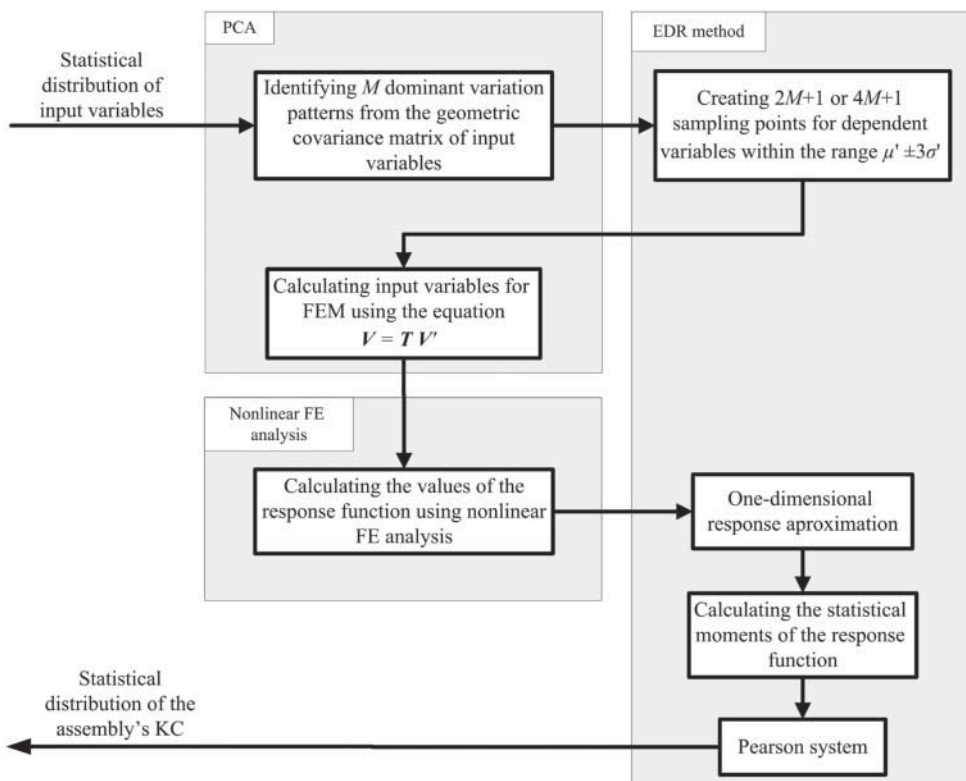 PCA
EDR method
Statistical
distribution of
input variables
Identifying M dominant variation
patterns from the geometric
covariance matrix of input
variables
Creating 2M+1 or 4M+1
sampling points for dependent
variables within the range μ' ±3σ'
Calculating input variables for
FEM using the equation
V = T V'
Nonlinear FE
analysis
Calculating the values of the
response function using nonlinear
FE analysis
One-dimensional
response aproximation
Calculating the statistical
moments of the response
function
Statistical
distribution of the
assembly's KC
Pearson system